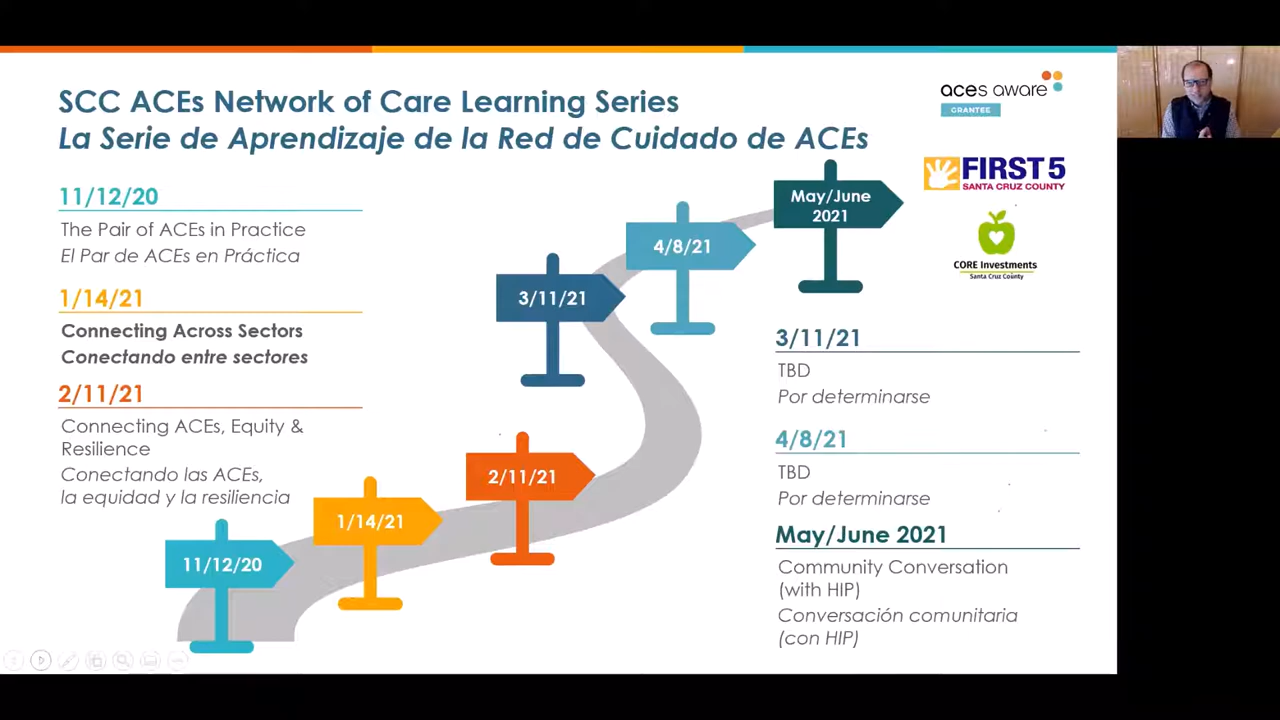 SCC ACEs Network of Care Learning Series
La Serie de Aprendizaje de la Red de Cuidado de ACEs
aces aware
GRANTEE
FIRST 5
SANTA CRUZ COUNTY
CORE Investments
Santa Cruz County
11/12/20
The Pair of ACEs in Practice
El Par de ACEs en Práctica
1/14/21
Connecting Across Sectors
Conectando entre sectores
2/11/21
Connecting ACEs, Equity &
Resilience
Conectando las ACEs,
la equidad y la resiliencia
11/12/20
1/14/21
2/11/21
3/11/21
4/8/21
May/June
2021
3/11/21
TBD
Por determinarse
4/8/21
TBD
Por determinarse
May/June 2021
Community Conversation
(with HIP)
Conversación comunitaria
(con HIP)